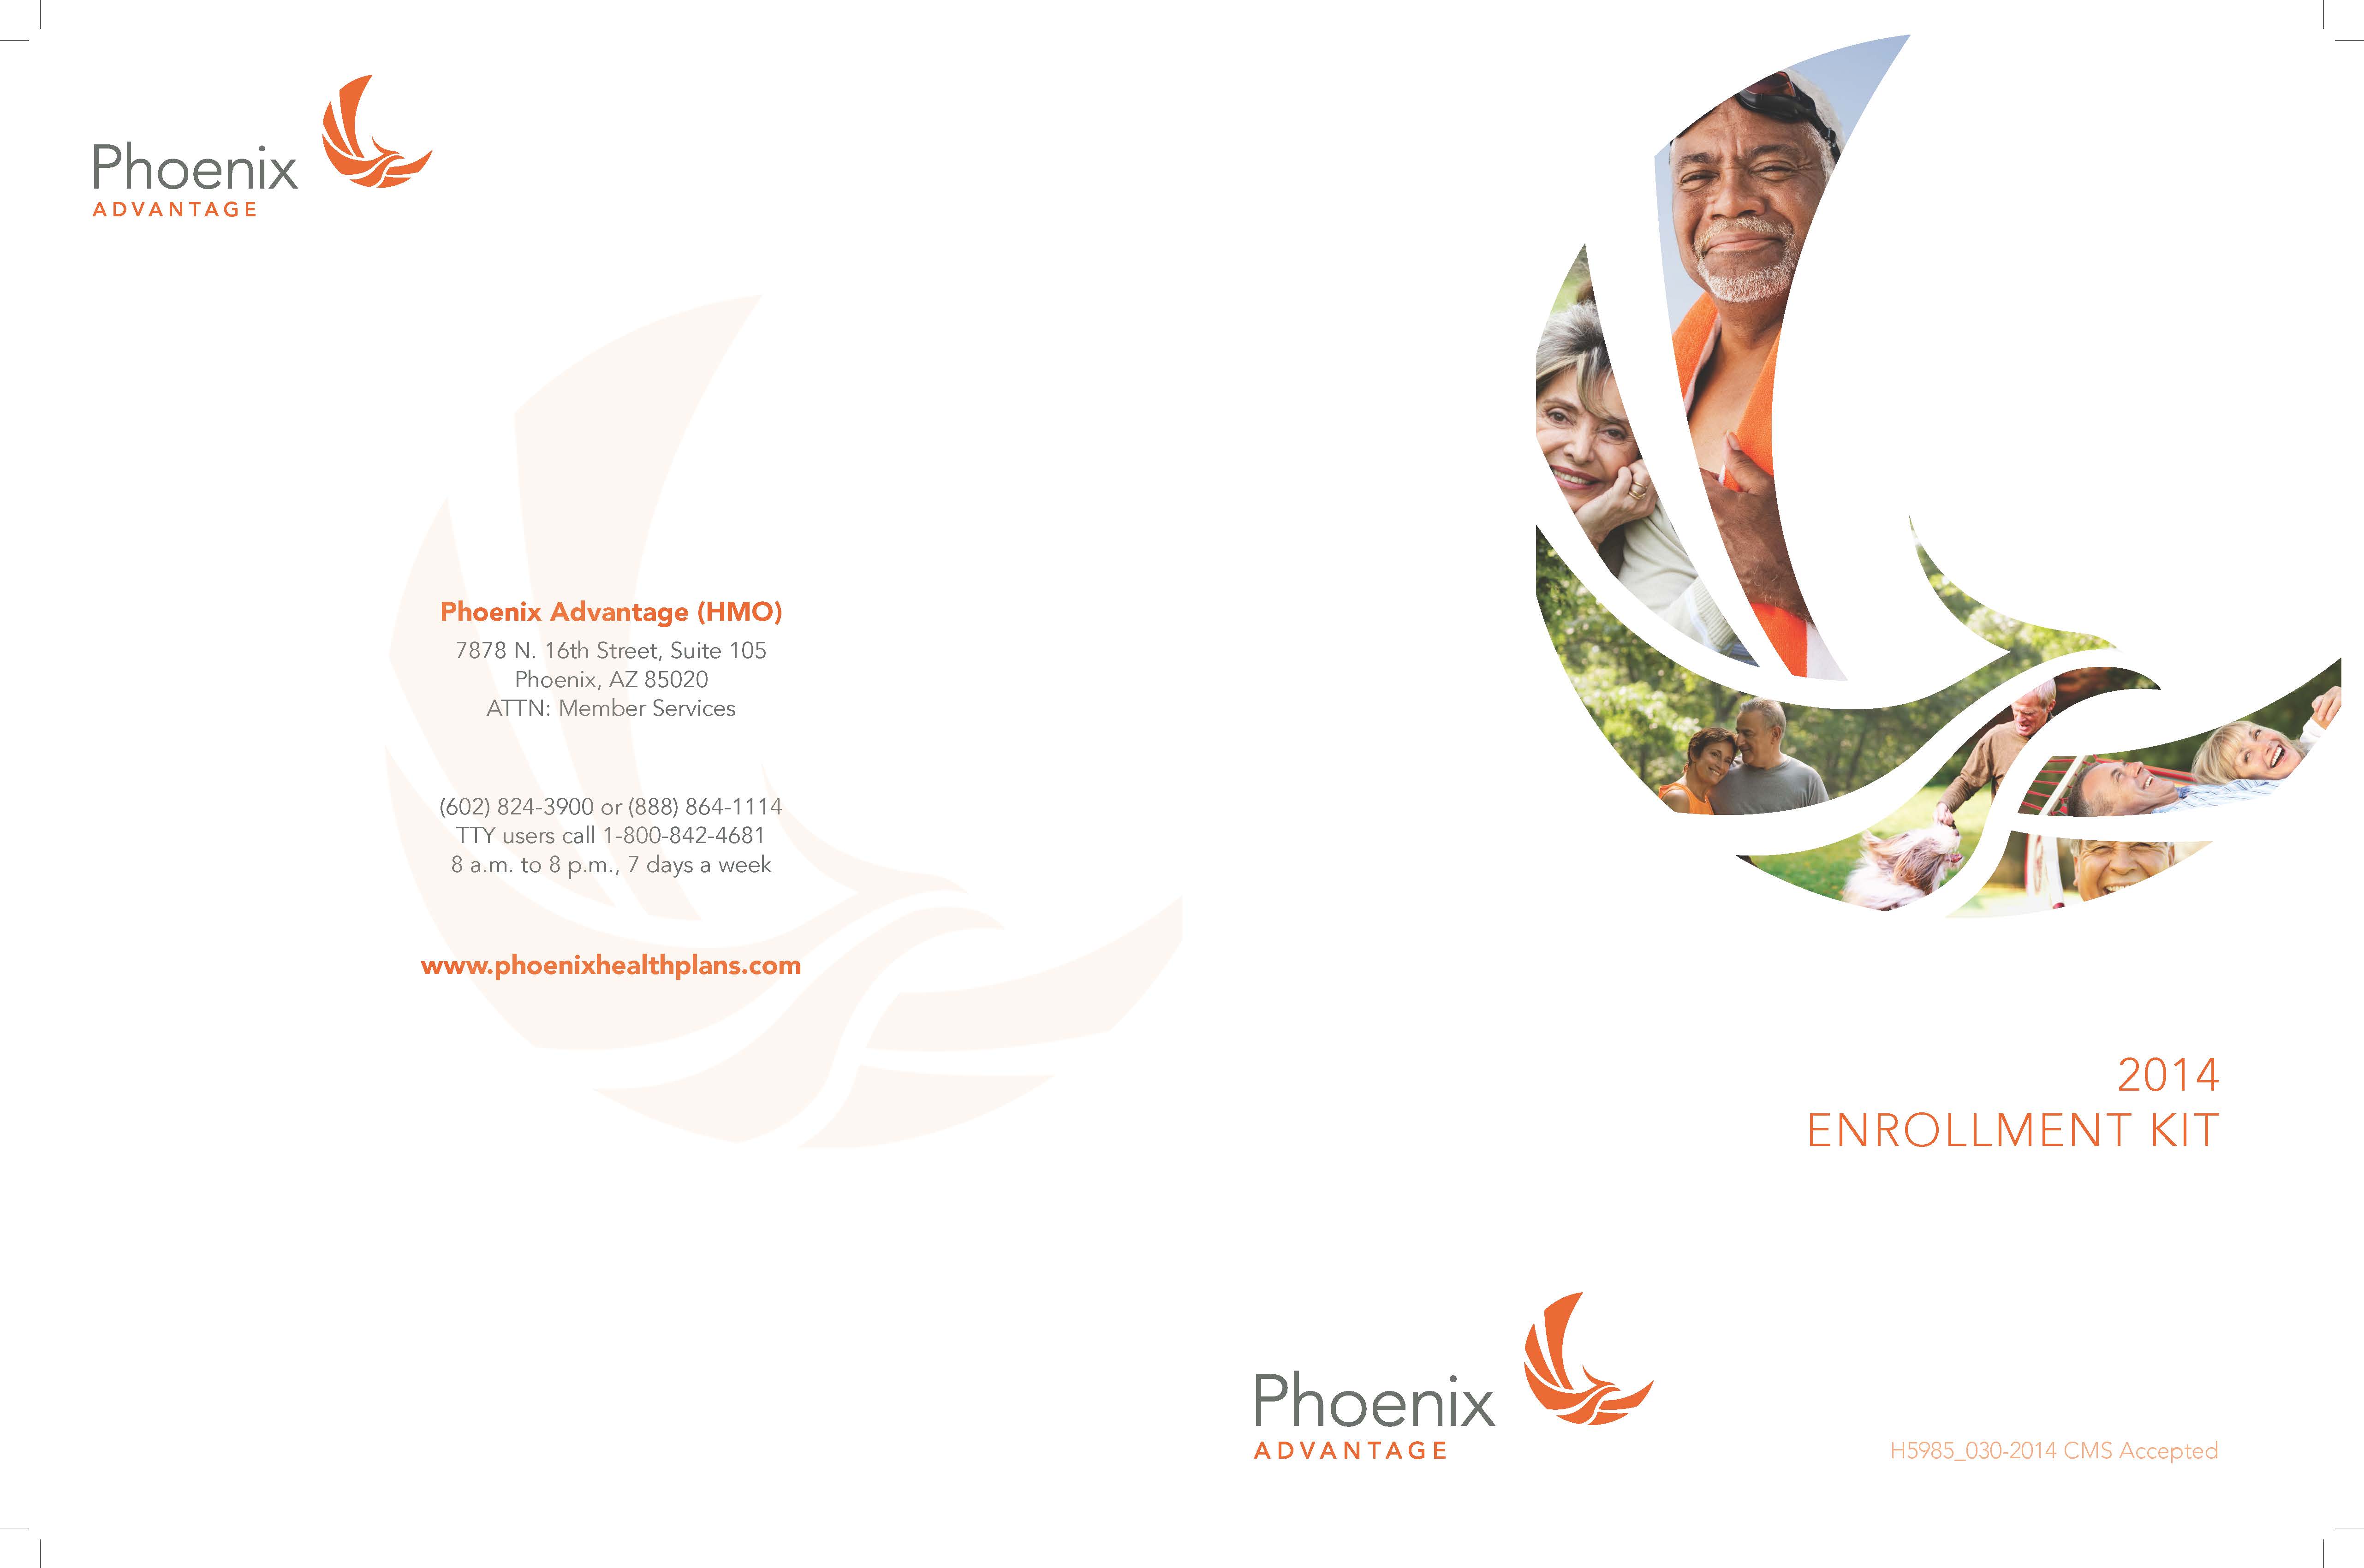 Phoenix
ADVANTAGE
Phoenix Advantage (HMO)
7878 N. 16th Street, Suite 105
Phoenix, AZ 85020
ATTN: Member Services
(602) 824-3900 or (888) 864-1114
TTY users call 1-800-842-4681
8 a.m. to 8 p.m., 7 days a week
www.phoenixhealthplans.com
2014
ENROLLMENT KIT
Phoenix
ADVANTAGE
H5985_030-2014 CMS Accepted